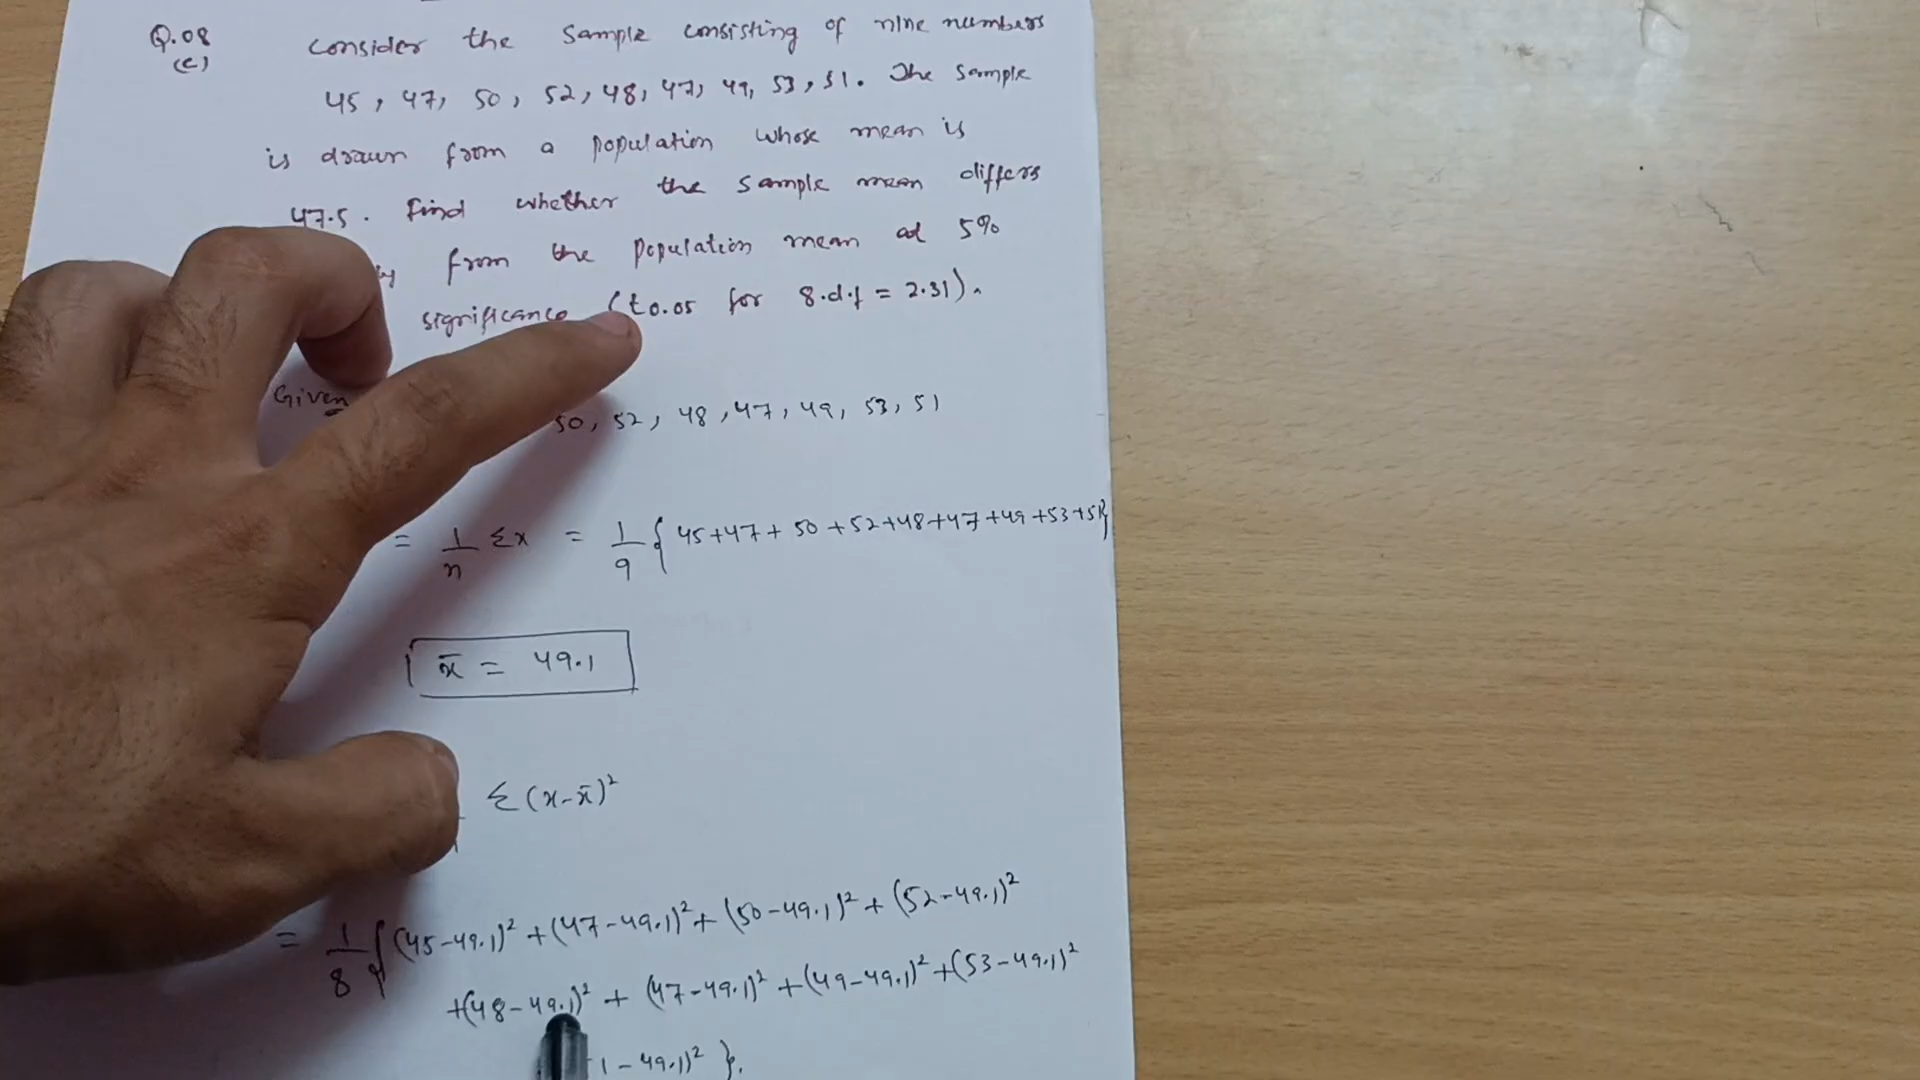 Q.08 Consider the sample consisting of nine numbers
(c)
45, 47, 50, 52, 48, 47, 49, 53, 51. The sample
is drawn from a population whose mean is
47.5. Find whether the sample mean differs
from the population mean at 5%
significance (t0.05 for 8.d.f = 2.31).
Given
50, 52, 48, 47, 49, 53, 51
= 1/n Σx = 1/9 {45+47+50+52+48+47+49+53+51}
x̄ = 49.1
Σ(x-x̄)²
= 1/8 {(45-49.1)² + (47-49.1)² + (50-49.1)² + (52-49.1)²
+(48-49.1)² + (47-49.1)² + (49-49.1)² + (53-49.1)²
1-49.1)² }.